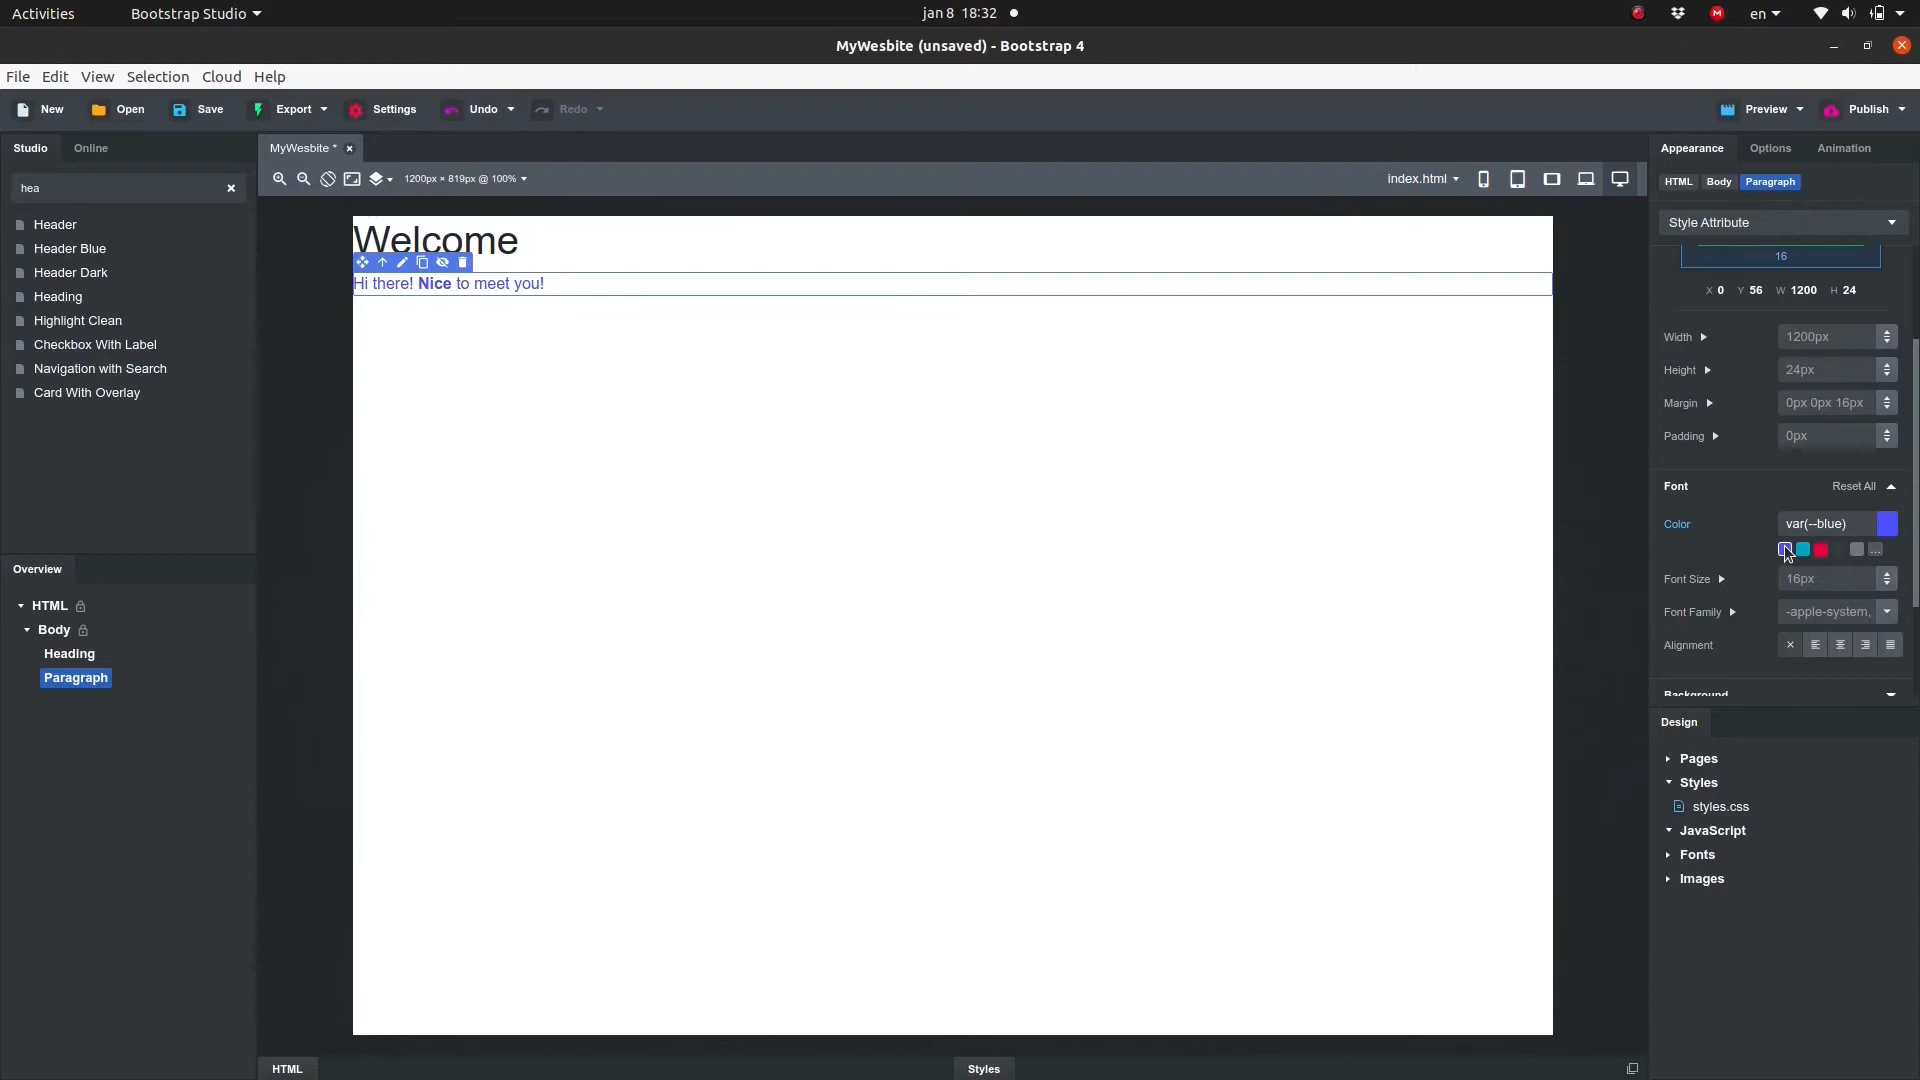 Activities Bootstrap Studio jan 8 18:32 en
MyWesbite (unsaved) - Bootstrap 4
File Edit View Selection Cloud Help
New Open Save Export Settings Undo Redo Preview Publish
Studio Online
hea
Header
Header Blue
Header Dark
Heading
Highlight Clean
Checkbox With Label
Navigation with Search
Card With Overlay
Overview
HTML
Body
Heading
Paragraph
MyWesbite *
1200px × 819px @ 100% index.html
Welcome
Hi there! Nice to meet you!
HTML Styles
Appearance Options Animation
HTML Body Paragraph
Style Attribute
16
X 0 Y 56 W 1200 H 24
Width 1200px
Height 24px
Margin 0px 0px 16px
Padding 0px
Font Reset All
Color var(--blue)
...
Font Size 16px
Font Family -apple-system,
Alignment
Background
Design
Pages
Styles
styles.css
JavaScript
Fonts
Images